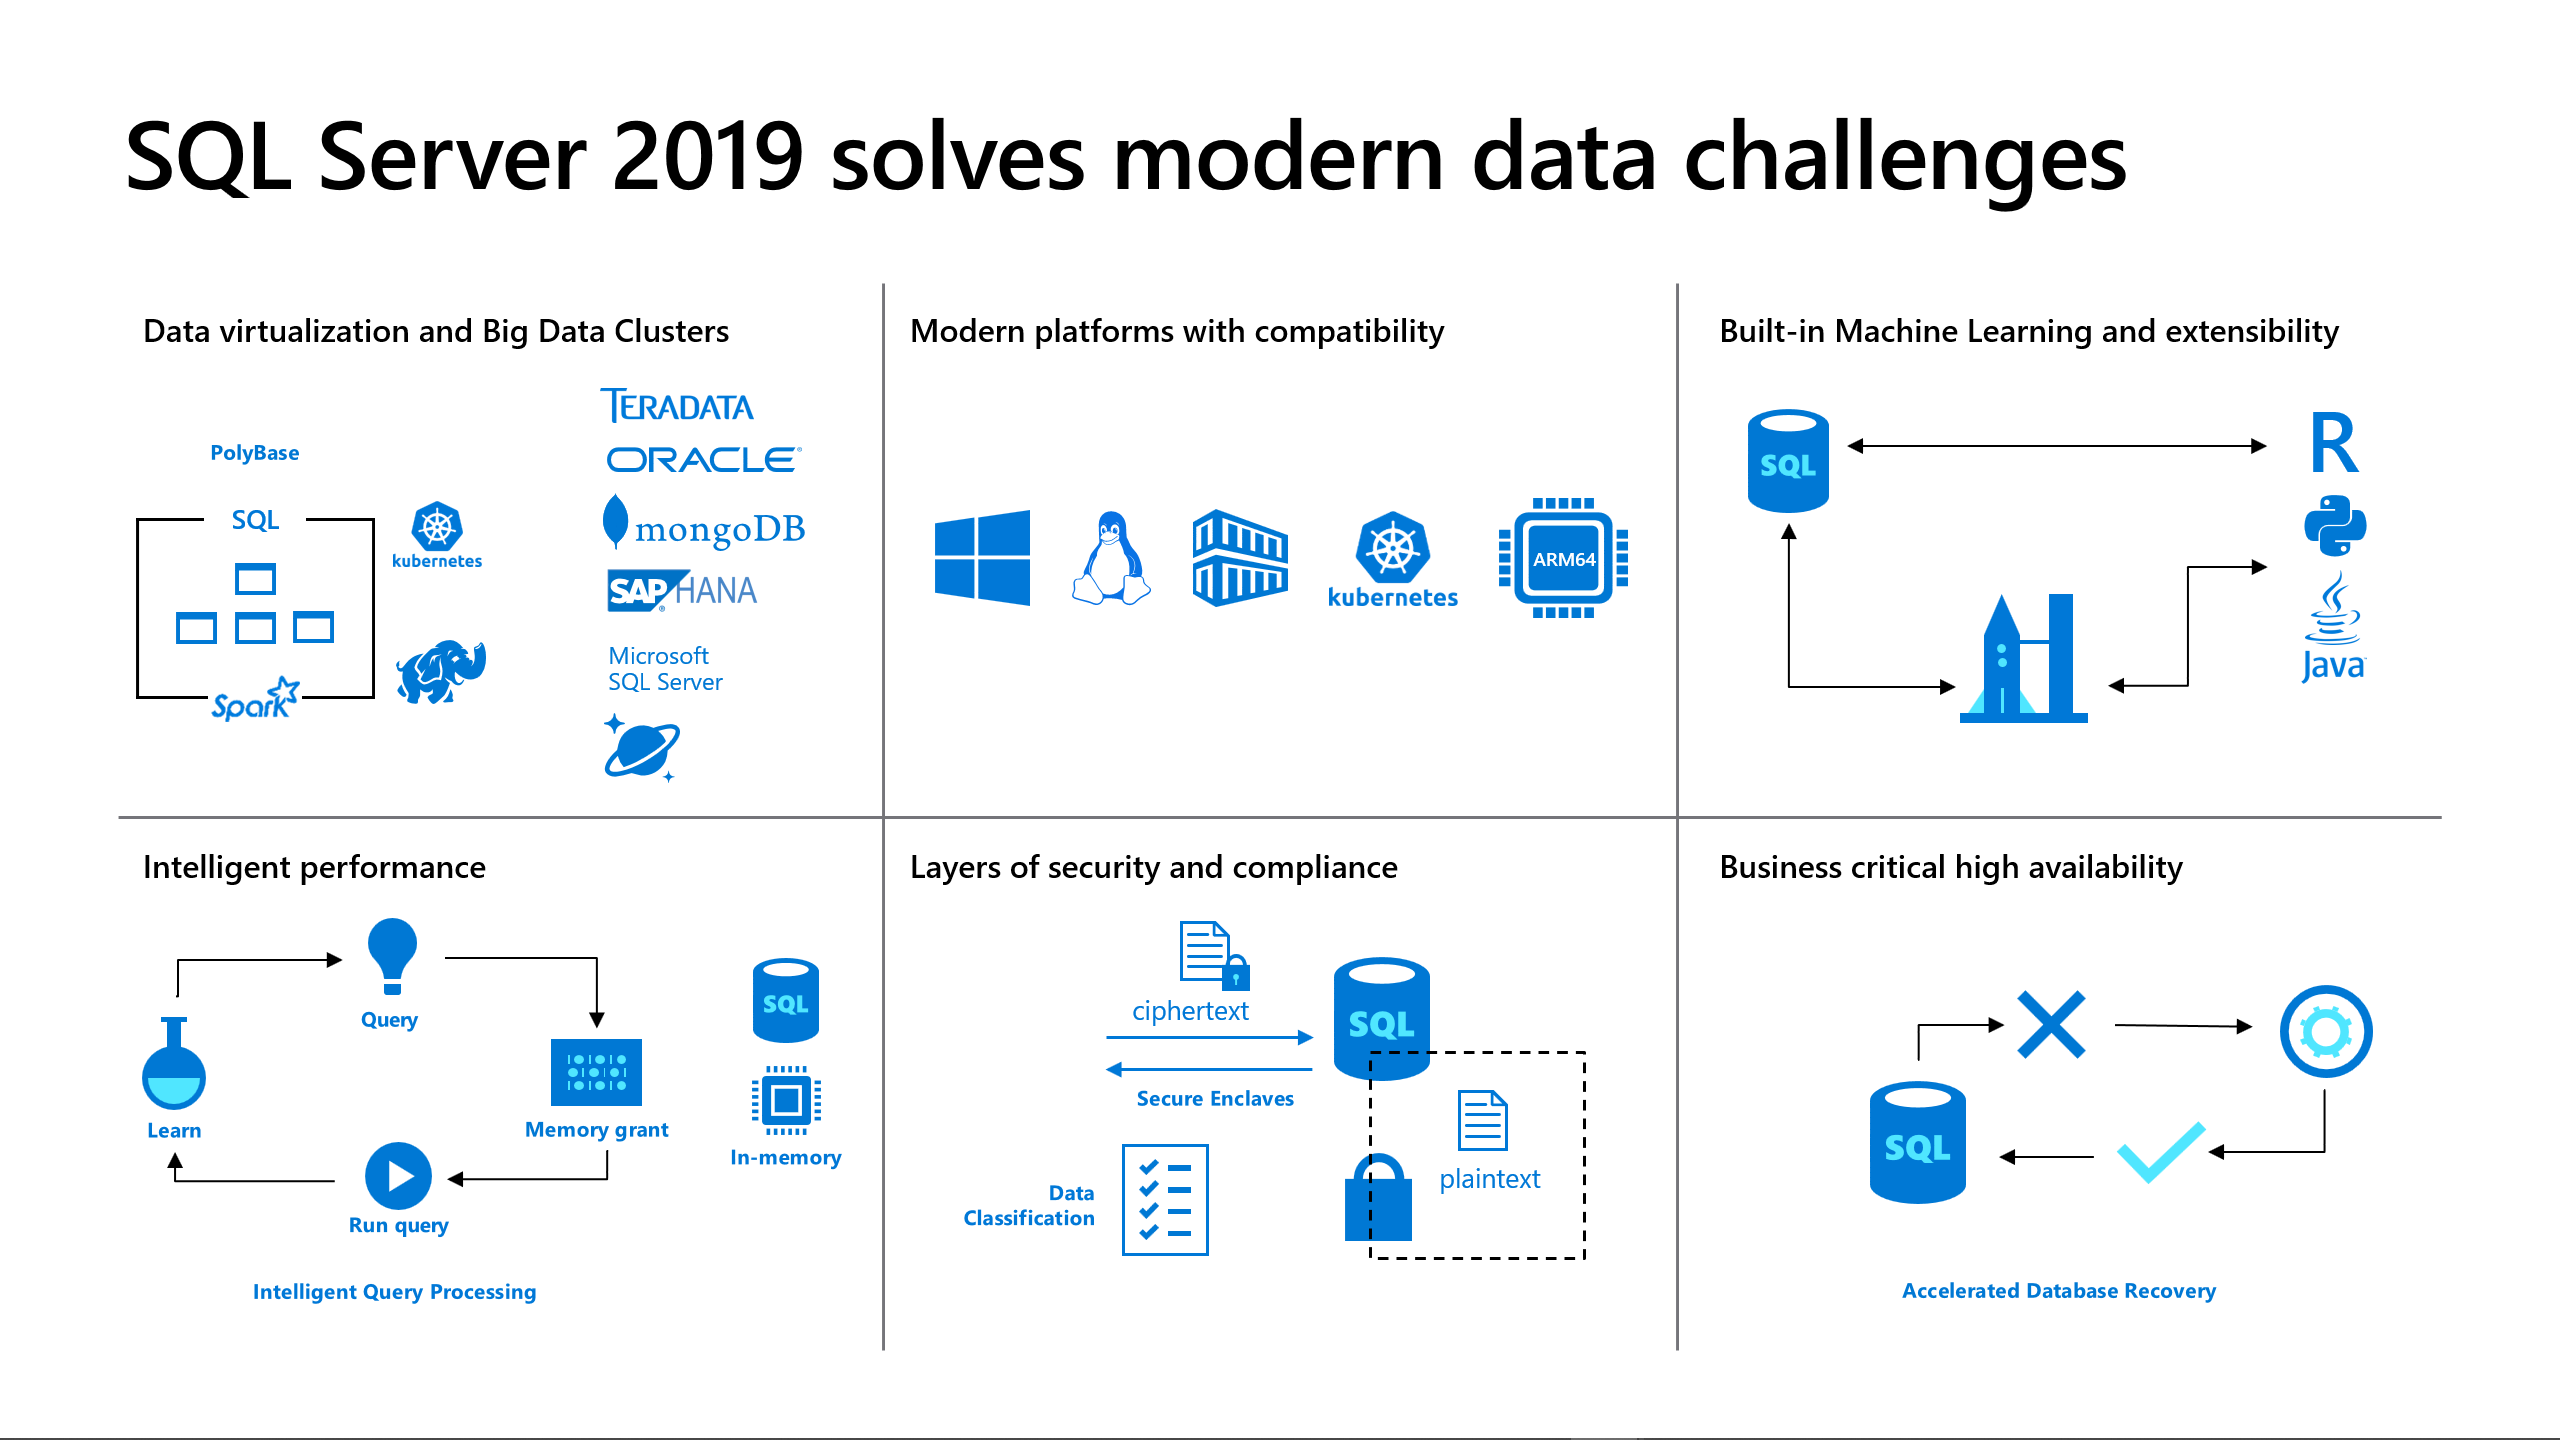 SQL Server 2019 solves modern data challenges
Data virtualization and Big Data Clusters
PolyBase
SQL
Spark
kubernetes
TERADATA
ORACLE®
mongoDB
SAP® HANA
Microsoft
SQL Server
Modern platforms with compatibility
kubernetes
ARM64
Built-in Machine Learning and extensibility
SQL
R
Java
Intelligent performance
Query
Learn
Memory grant
Run query
SQL
In-memory
Intelligent Query Processing
Layers of security and compliance
ciphertext
SQL
Secure Enclaves
Data
Classification
plaintext
Business critical high availability
SQL
Accelerated Database Recovery